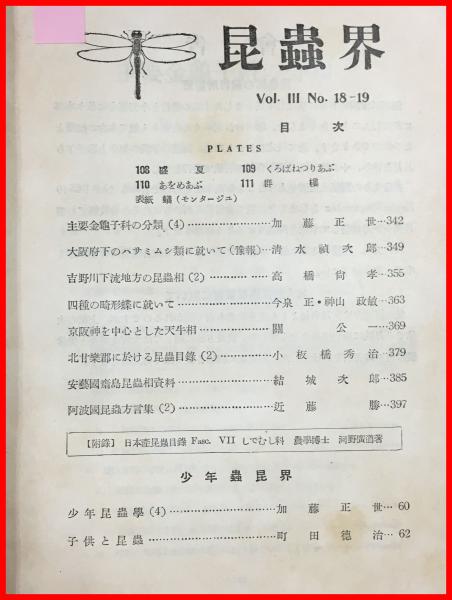 昆蟲界
Vol. III No. 18-19
目次
PLATES
108 盛夏 109 くろばねつりあぶ
110 あをめあぶ 111 群棲
表紙 蟻 (モンタージユ)
主要金龜子科の分類 (4) 加藤正世 342
大阪府下のハサミムシ類に就いて (豫報) 清水禎次郎 349
吉野川下流地方の昆蟲相 (2) 高橋尙孝 355
四種の畸形蝶に就いて 今泉正・神山政敏 363
京阪神を中心とした天牛相 關公一 369
北甘樂郡に於ける昆蟲目錄 (2) 小板橋秀治 379
安藝國 島昆蟲相資料 結城次郎 385
阿波國昆蟲方言集 (2) 近藤勝 397
【附錄】 日本產昆蟲目錄 Fasc. VII しでむし科 農學博士 河野廣道著
少年蟲昆界
少年昆蟲學 (4) 加藤正世 60
子供と昆蟲 町田德治 62